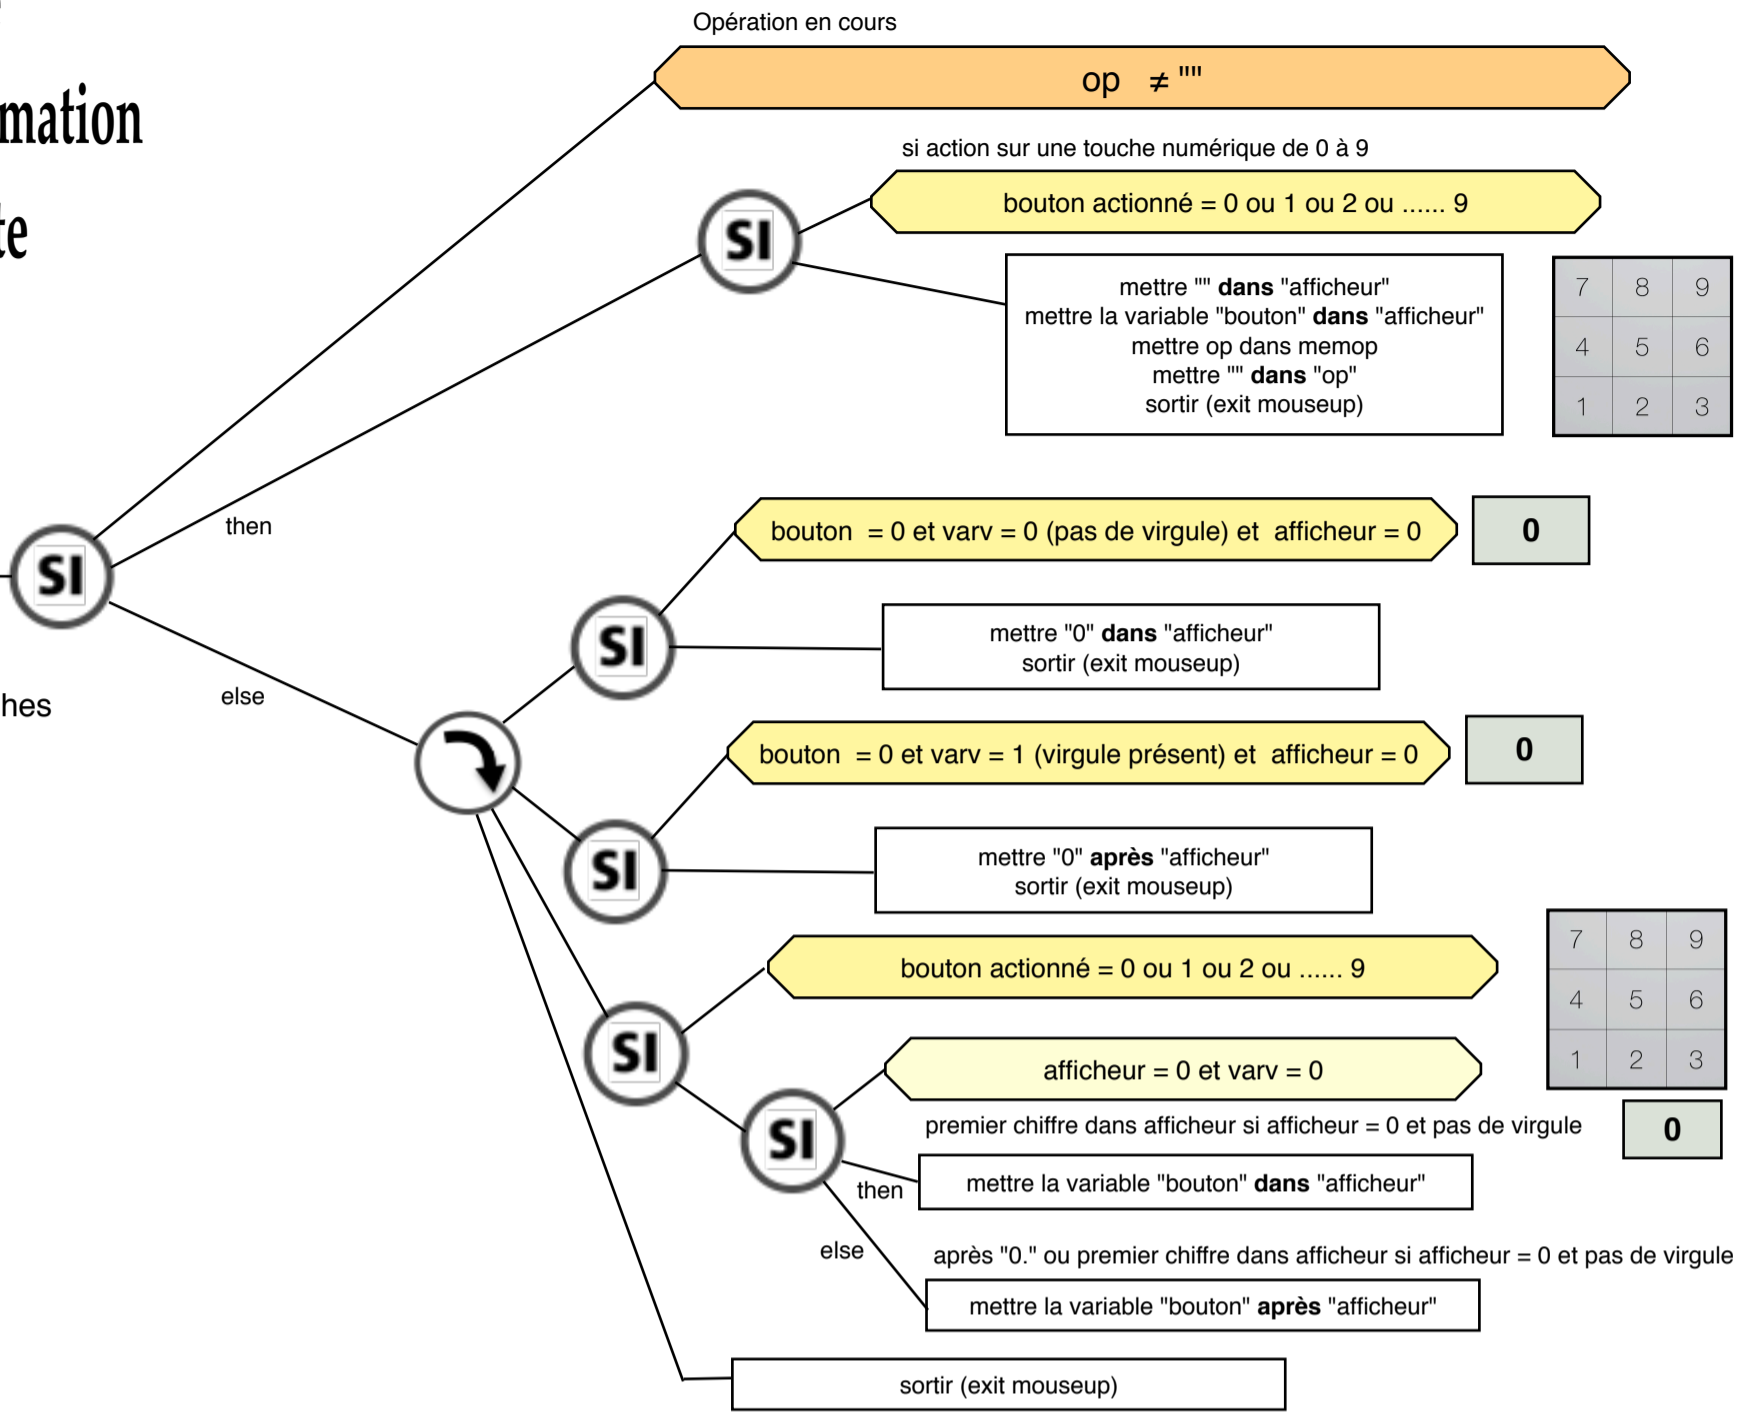 Opération en cours
op ≠ ""
mation
si action sur une touche numérique de 0 à 9
bouton actionné = 0 ou 1 ou 2 ou ...... 9
SI
te
mettre "" dans "afficheur"
mettre la variable "bouton" dans "afficheur"
mettre op dans memop
mettre "" dans "op"
sortir (exit mouseup)
7 8 9
4 5 6
1 2 3
then
SI
bouton = 0 et varv = 0 (pas de virgule) et afficheur = 0
0
SI
mettre "0" dans "afficheur"
sortir (exit mouseup)
else
hes
bouton = 0 et varv = 1 (virgule présent) et afficheur = 0
0
SI
mettre "0" après "afficheur"
sortir (exit mouseup)
bouton actionné = 0 ou 1 ou 2 ou ...... 9
7 8 9
4 5 6
1 2 3
SI
afficheur = 0 et varv = 0
premier chiffre dans afficheur si afficheur = 0 et pas de virgule
0
SI
then
mettre la variable "bouton" dans "afficheur"
else
après "0." ou premier chiffre dans afficheur si afficheur = 0 et pas de virgule
mettre la variable "bouton" après "afficheur"
sortir (exit mouseup)